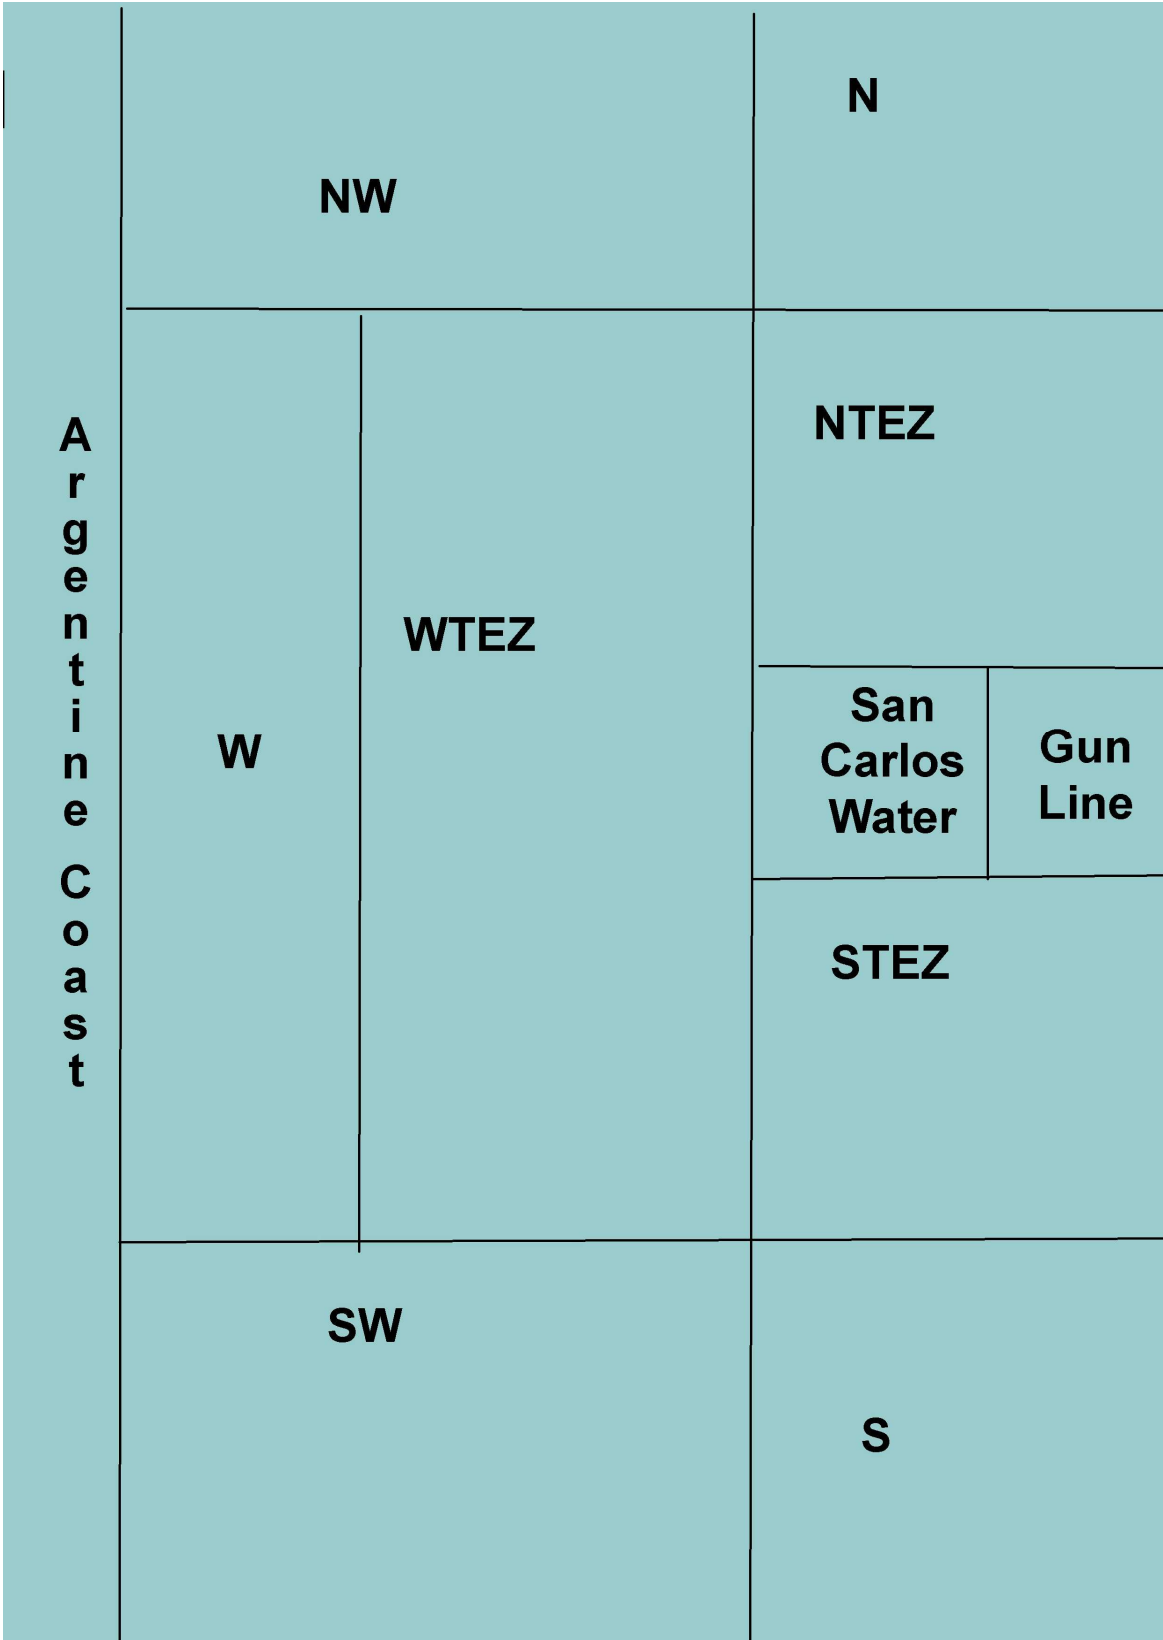 N
NW
NTEZ
Argentine Coast
WTEZ
San
Carlos
Water
Gun
Line
W
STEZ
SW
S